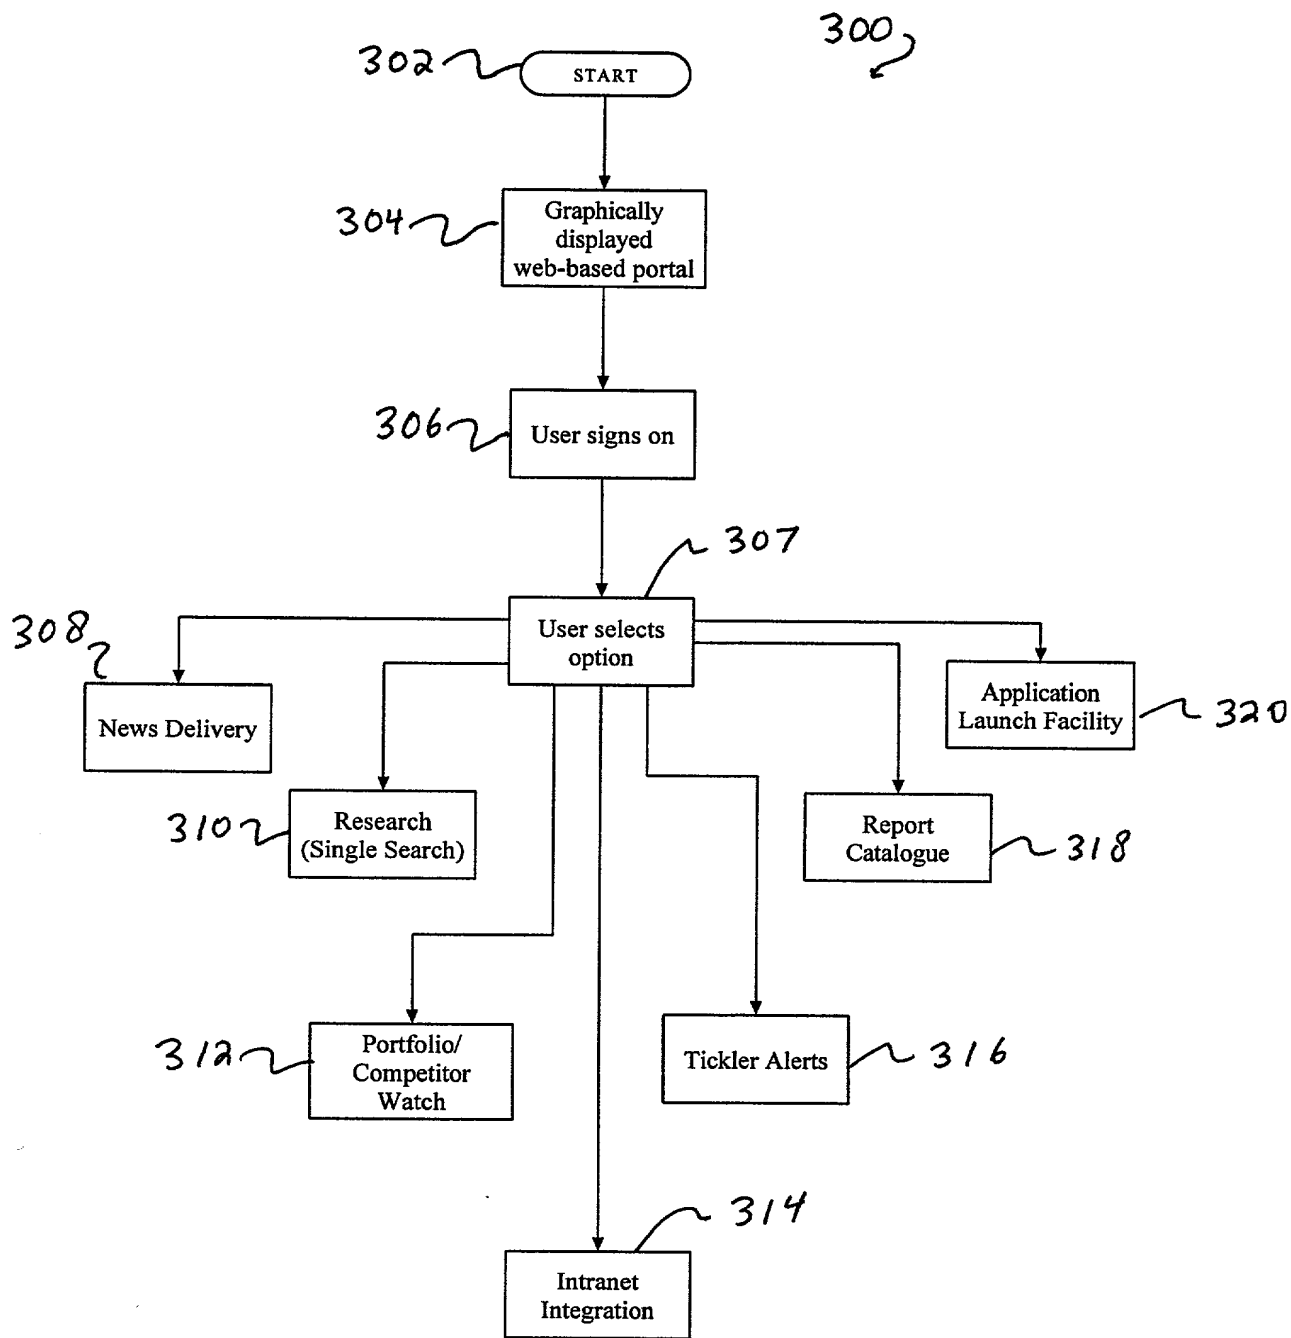 300
302
START
304
Graphically
displayed
web-based portal
306
User signs on
307
308
User selects
option
News Delivery
Application
Launch Facility
320
310
Research
(Single Search)
Report
Catalogue
318
312
Portfolio/
Competitor
Watch
Tickler Alerts
316
314
Intranet
Integration